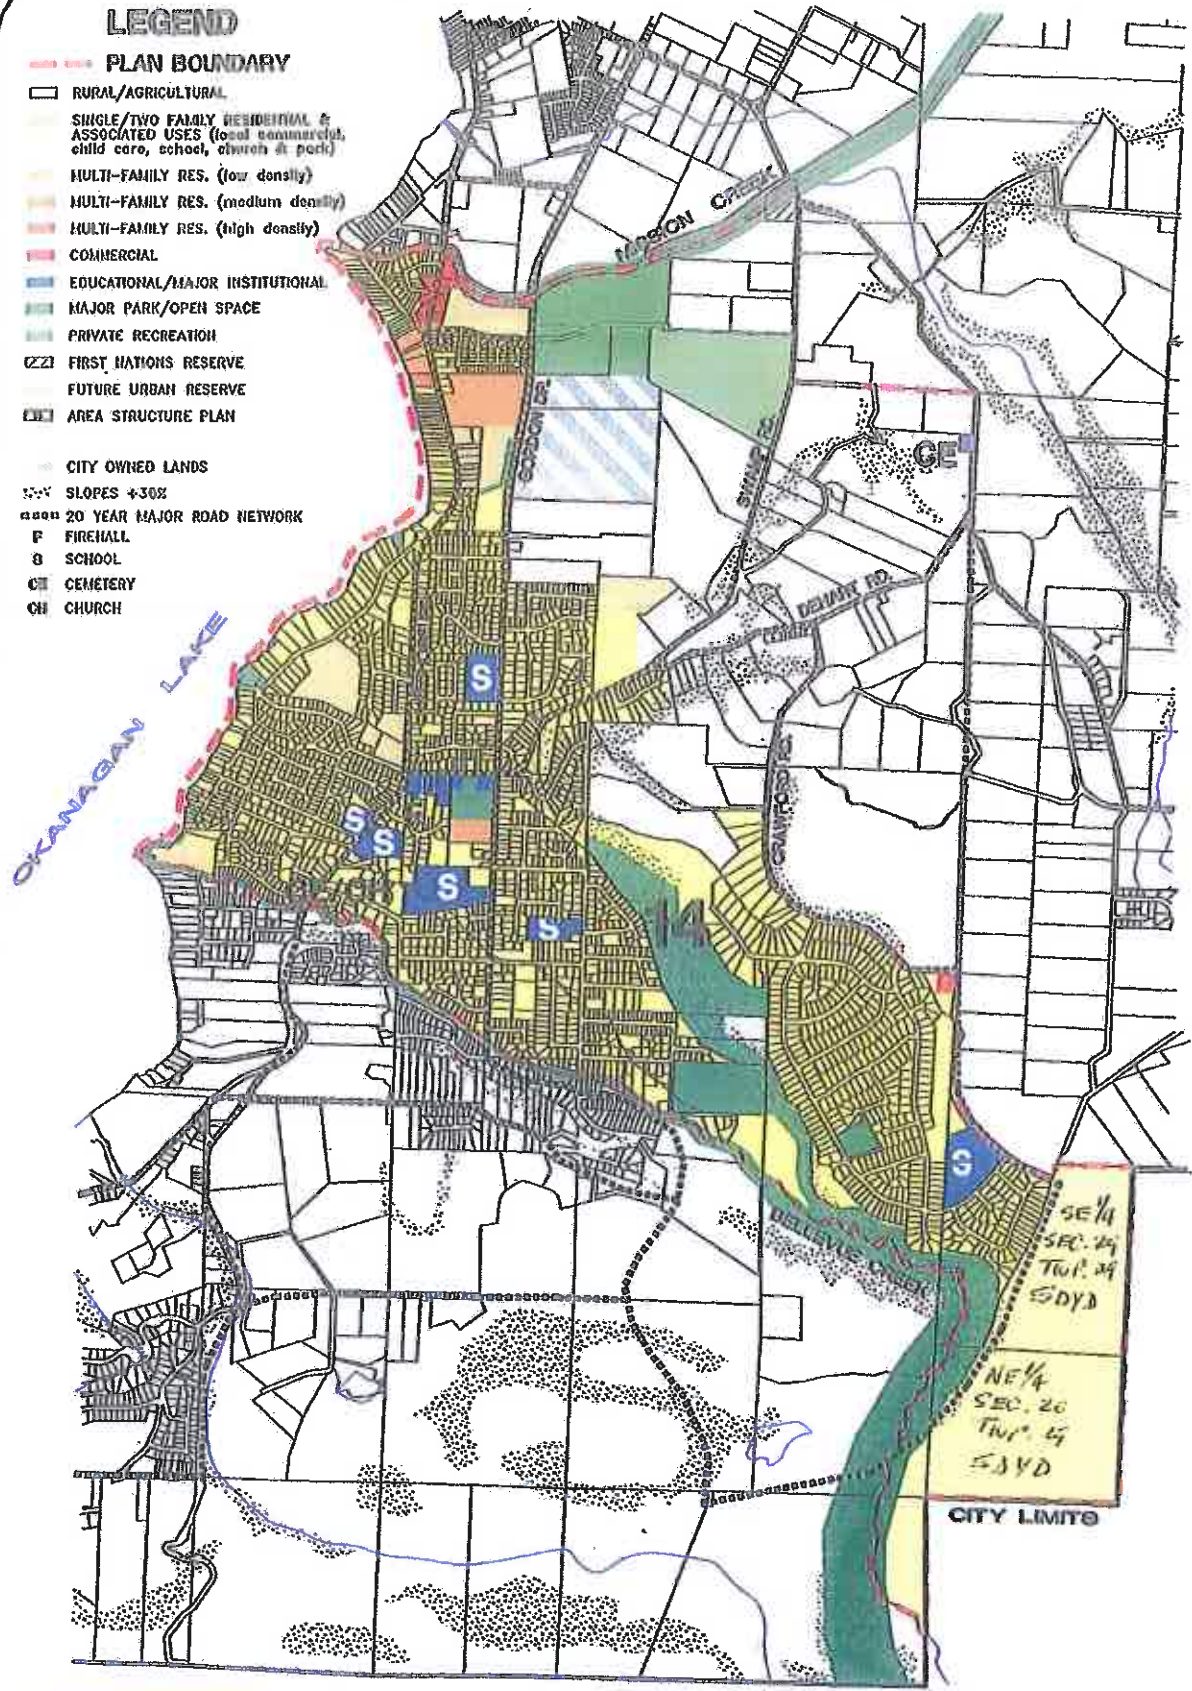 LEGEND
PLAN BOUNDARY
RURAL/AGRICULTURAL
SINGLE/TWO FAMILY RESIDENTIAL &
ASSOCIATED USES (local commercial,
child care, school, church & park)
MULTI-FAMILY RES. (low density)
MULTI-FAMILY RES. (medium density)
MULTI-FAMILY RES. (high density)
COMMERCIAL
EDUCATIONAL/MAJOR INSTITUTIONAL
MAJOR PARK/OPEN SPACE
PRIVATE RECREATION
FIRST NATIONS RESERVE
FUTURE URBAN RESERVE
AREA STRUCTURE PLAN
CITY OWNED LANDS
SLOPES +30%
20 YEAR MAJOR ROAD NETWORK
F FIREHALL
S SCHOOL
CE CEMETERY
CH CHURCH
OKANAGAN LAKE
MISSION CREEK
GORDON DR.
SWAMP RD.
CE
DEHART RD.
CRAWFORD
S
S
S
S
S
14
S
BELLEVUE CREEK
SE 1/4
SEC. 24
TWP. 29
SDYD
NE 1/4
SEC. 20
TWP. 29
SDYD
CITY LIMITS